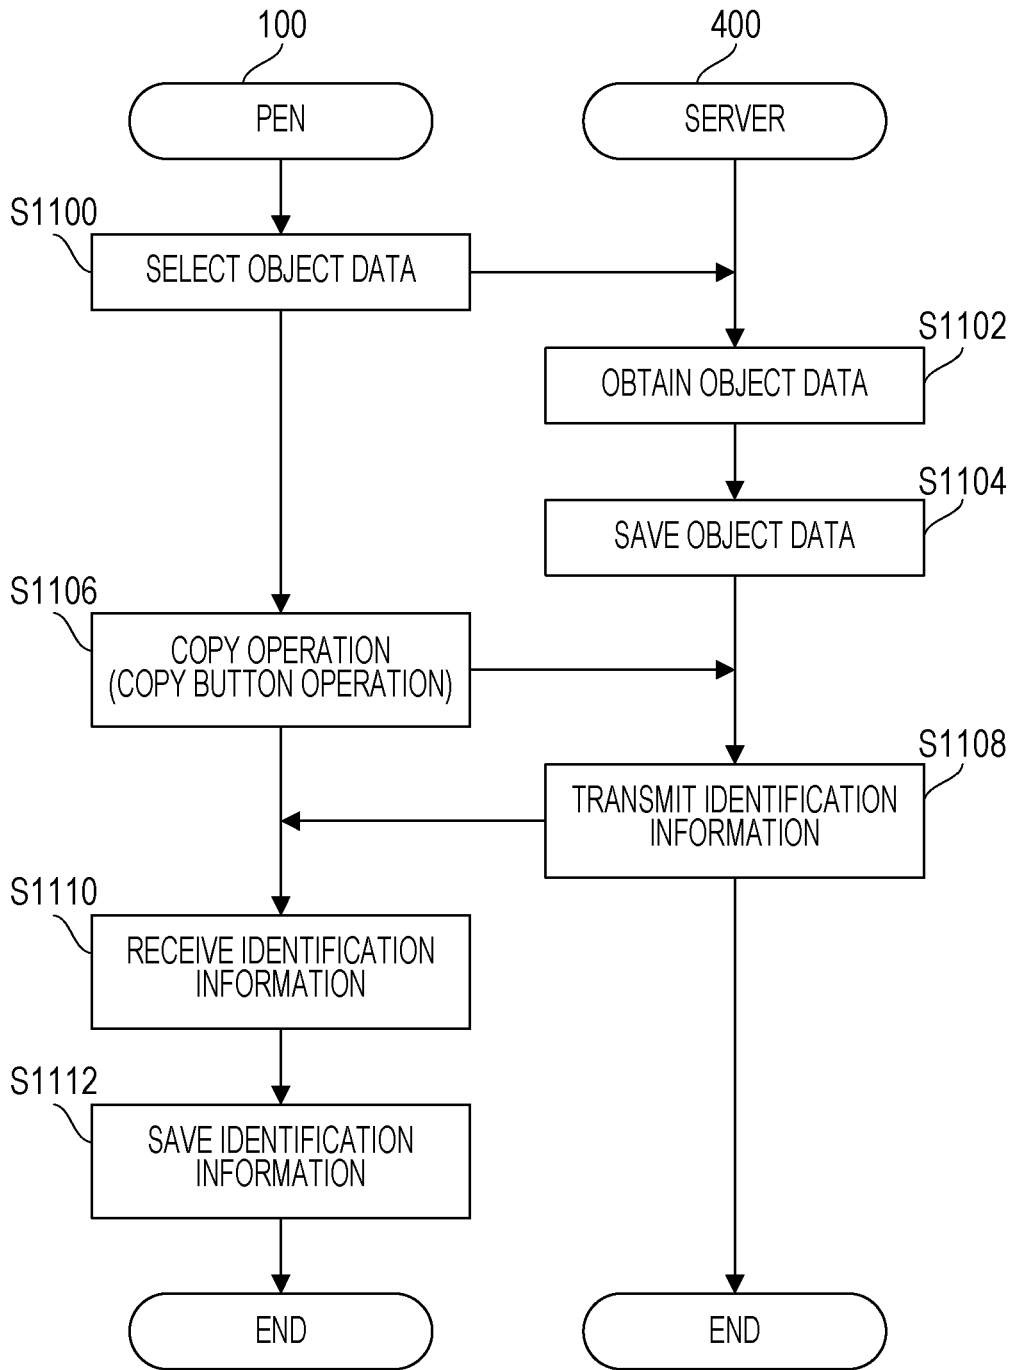 100
400
PEN
SERVER
S1100
SELECT OBJECT DATA
S1102
OBTAIN OBJECT DATA
S1104
SAVE OBJECT DATA
S1106
COPY OPERATION
(COPY BUTTON OPERATION)
S1108
TRANSMIT IDENTIFICATION
INFORMATION
S1110
RECEIVE IDENTIFICATION
INFORMATION
S1112
SAVE IDENTIFICATION
INFORMATION
END
END